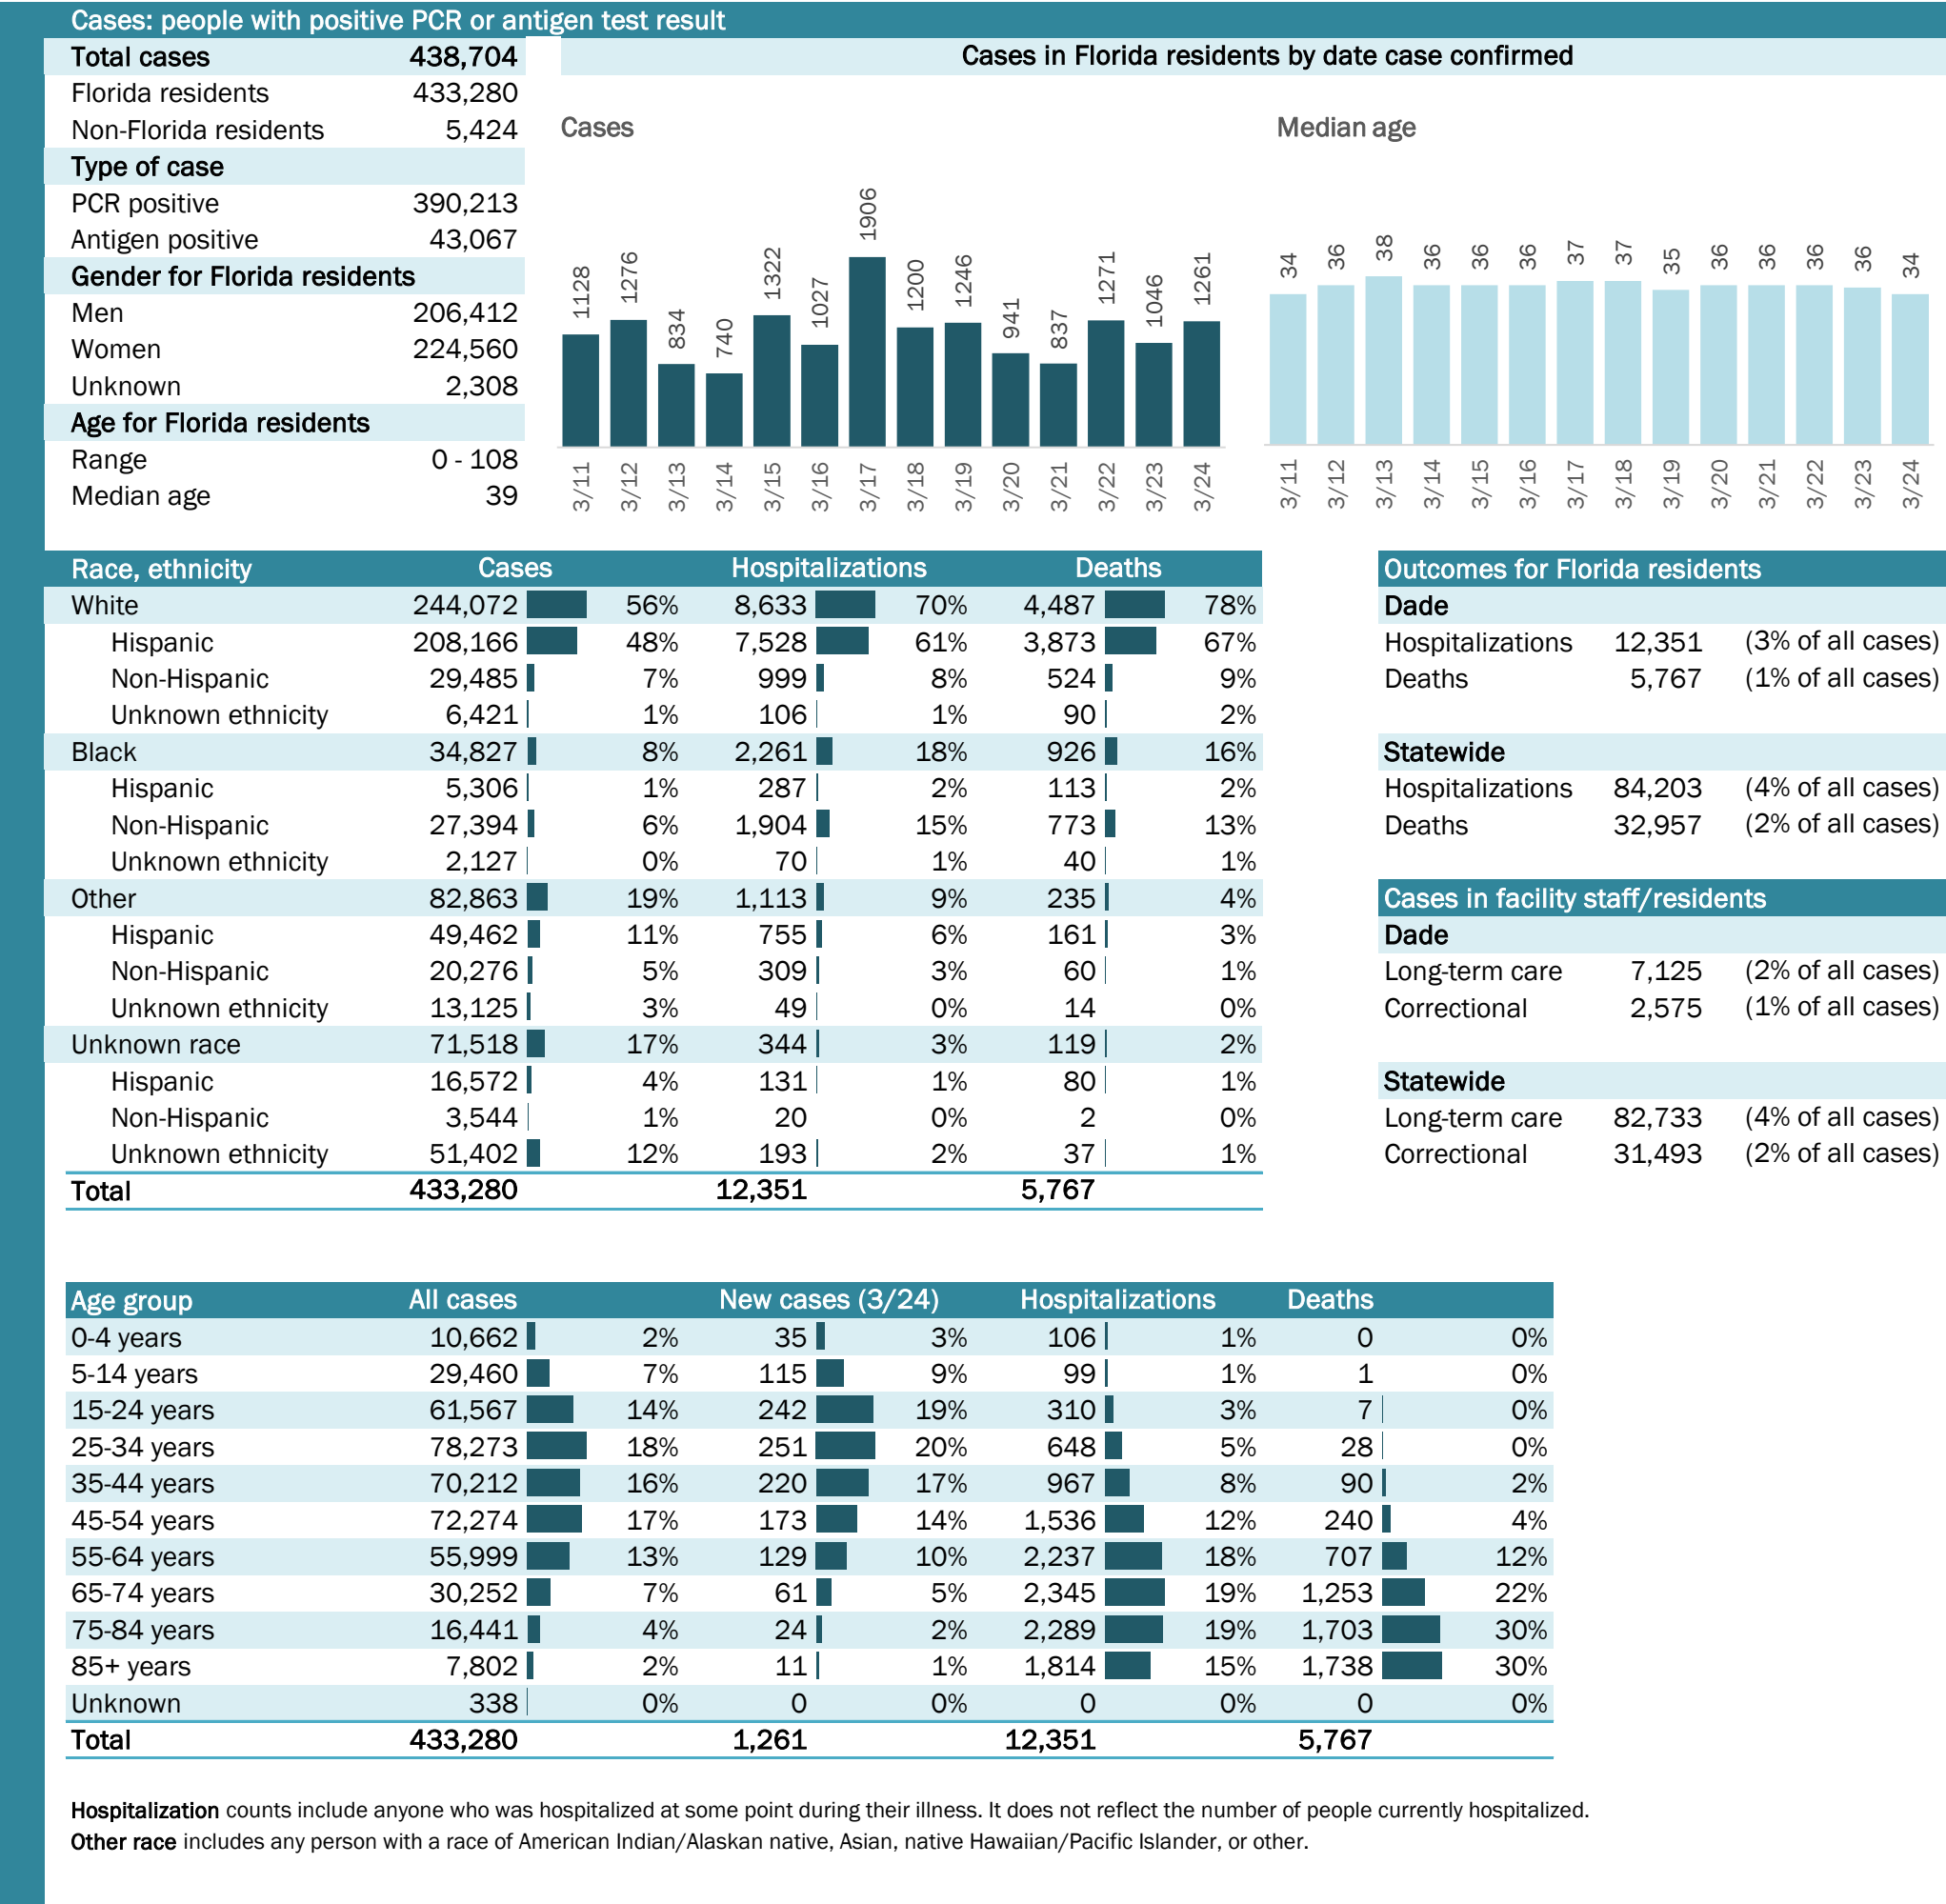 Cases: people with positive PCR or antigen test result
Total cases 438,704
Florida residents 433,280
Non-Florida residents 5,424
Type of case
PCR positive 390,213
Antigen positive 43,067
Gender for Florida residents
Men 206,412
Women 224,560
Unknown 2,308
Age for Florida residents
Range 0 - 108
Median age 39
Cases in Florida residents by date case confirmed
Cases
1128 1276 834 740 1322 1027 1906 1200 1246 941 837 1271 1046 1261
3/11 3/12 3/13 3/14 3/15 3/16 3/17 3/18 3/19 3/20 3/21 3/22 3/23 3/24
Median age
34 36 38 36 36 36 37 37 35 36 36 36 36 34
3/11 3/12 3/13 3/14 3/15 3/16 3/17 3/18 3/19 3/20 3/21 3/22 3/23 3/24
Race, ethnicity Cases Hospitalizations Deaths
White 244,072 56% 8,633 70% 4,487 78%
Hispanic 208,166 48% 7,528 61% 3,873 67%
Non-Hispanic 29,485 7% 999 8% 524 9%
Unknown ethnicity 6,421 1% 106 1% 90 2%
Black 34,827 8% 2,261 18% 926 16%
Hispanic 5,306 1% 287 2% 113 2%
Non-Hispanic 27,394 6% 1,904 15% 773 13%
Unknown ethnicity 2,127 0% 70 1% 40 1%
Other 82,863 19% 1,113 9% 235 4%
Hispanic 49,462 11% 755 6% 161 3%
Non-Hispanic 20,276 5% 309 3% 60 1%
Unknown ethnicity 13,125 3% 49 0% 14 0%
Unknown race 71,518 17% 344 3% 119 2%
Hispanic 16,572 4% 131 1% 80 1%
Non-Hispanic 3,544 1% 20 0% 2 0%
Unknown ethnicity 51,402 12% 193 2% 37 1%
Total 433,280 12,351 5,767
Outcomes for Florida residents
Dade
Hospitalizations 12,351 (3% of all cases)
Deaths 5,767 (1% of all cases)
Statewide
Hospitalizations 84,203 (4% of all cases)
Deaths 32,957 (2% of all cases)
Cases in facility staff/residents
Dade
Long-term care 7,125 (2% of all cases)
Correctional 2,575 (1% of all cases)
Statewide
Long-term care 82,733 (4% of all cases)
Correctional 31,493 (2% of all cases)
Age group All cases New cases (3/24) Hospitalizations Deaths
0-4 years 10,662 2% 35 3% 106 1% 0 0%
5-14 years 29,460 7% 115 9% 99 1% 1 0%
15-24 years 61,567 14% 242 19% 310 3% 7 0%
25-34 years 78,273 18% 251 20% 648 5% 28 0%
35-44 years 70,212 16% 220 17% 967 8% 90 2%
45-54 years 72,274 17% 173 14% 1,536 12% 240 4%
55-64 years 55,999 13% 129 10% 2,237 18% 707 12%
65-74 years 30,252 7% 61 5% 2,345 19% 1,253 22%
75-84 years 16,441 4% 24 2% 2,289 19% 1,703 30%
85+ years 7,802 2% 11 1% 1,814 15% 1,738 30%
Unknown 338 0% 0 0% 0 0% 0 0%
Total 433,280 1,261 12,351 5,767
Hospitalization counts include anyone who was hospitalized at some point during their illness. It does not reflect the number of people currently hospitalized.
Other race includes any person with a race of American Indian/Alaskan native, Asian, native Hawaiian/Pacific Islander, or other.